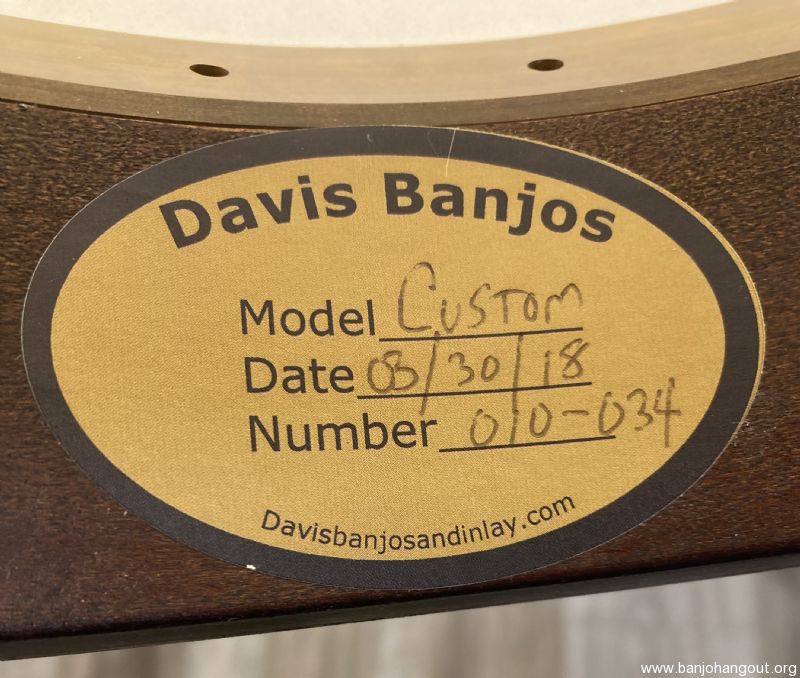 Davis Banjos
Model Custom
Date 03/30/18
Number 010-034
Davisbanjosandinlay.com
www.banjohangout.org